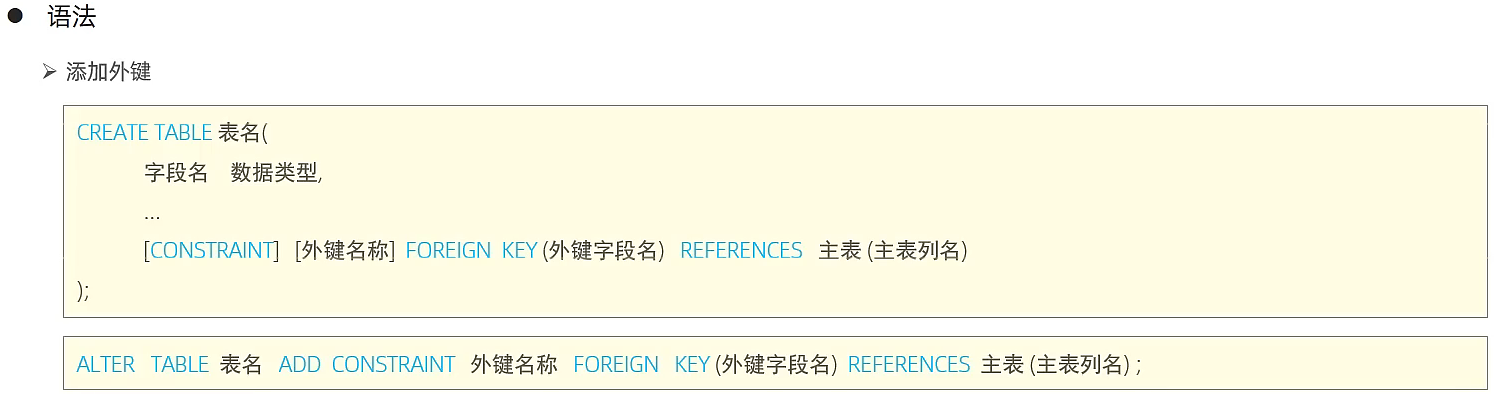 ● 语法
➢ 添加外键
CREATE TABLE 表名(
字段名 数据类型,
...
[CONSTRAINT] [外键名称] FOREIGN KEY (外键字段名) REFERENCES 主表 (主表列名)
);
ALTER TABLE 表名 ADD CONSTRAINT 外键名称 FOREIGN KEY (外键字段名) REFERENCES 主表 (主表列名) ;